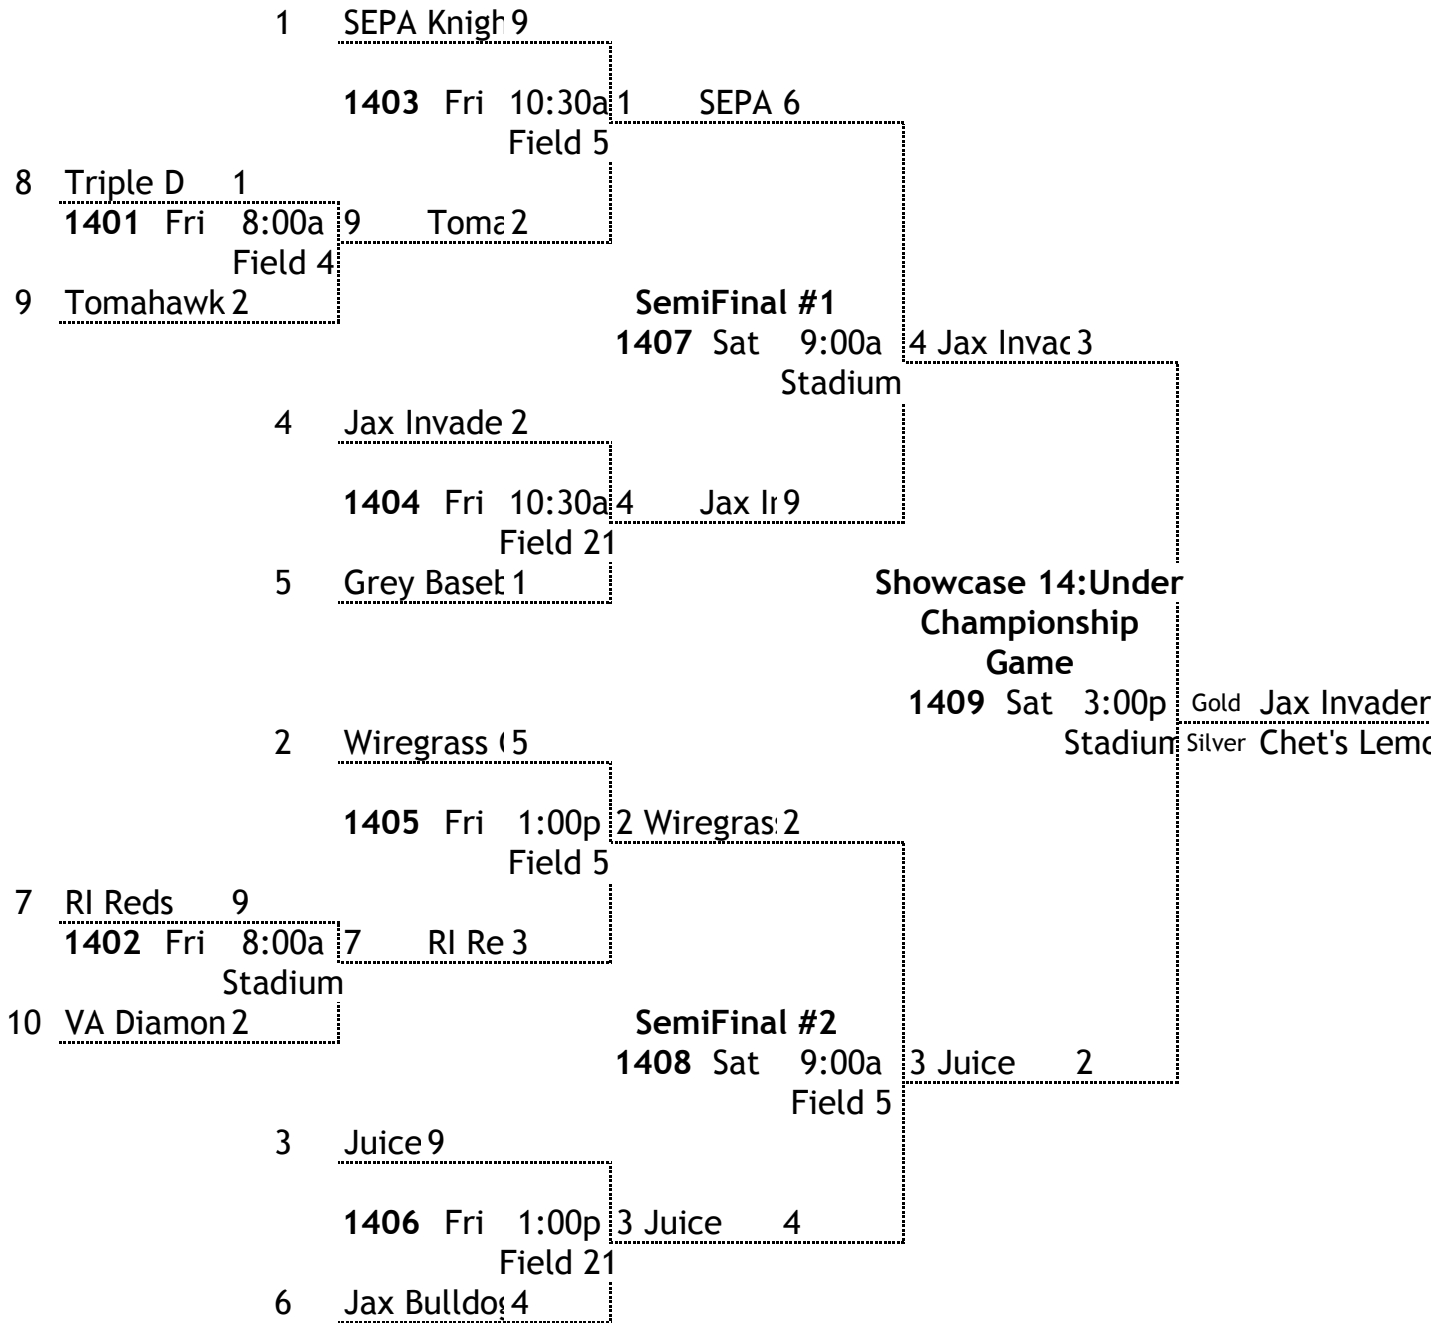 1 SEPA Knigh 9
1403 Fri 10:30a 1 SEPA 6
Field 5
8 Triple D 1
1401 Fri 8:00a 9 Toma 2
Field 4
9 Tomahawk 2 SemiFinal #1
1407 Sat 9:00a 4 Jax Invac 3
Stadium
4 Jax Invade 2
1404 Fri 10:30a 4 Jax Ir 9
Field 21
5 Grey Baset 1 Showcase 14:Under
Championship
Game
1409 Sat 3:00p Gold Jax Invader
2 Wiregrass ( 5 Stadium Silver Chet's Lemo
1405 Fri 1:00p 2 Wiregras 2
Field 5
7 RI Reds 9
1402 Fri 8:00a 7 RI Re 3
Stadium
10 VA Diamon 2 SemiFinal #2
1408 Sat 9:00a 3 Juice 2
Field 5
3 Juice 9
1406 Fri 1:00p 3 Juice 4
Field 21
6 Jax Bulldog 4